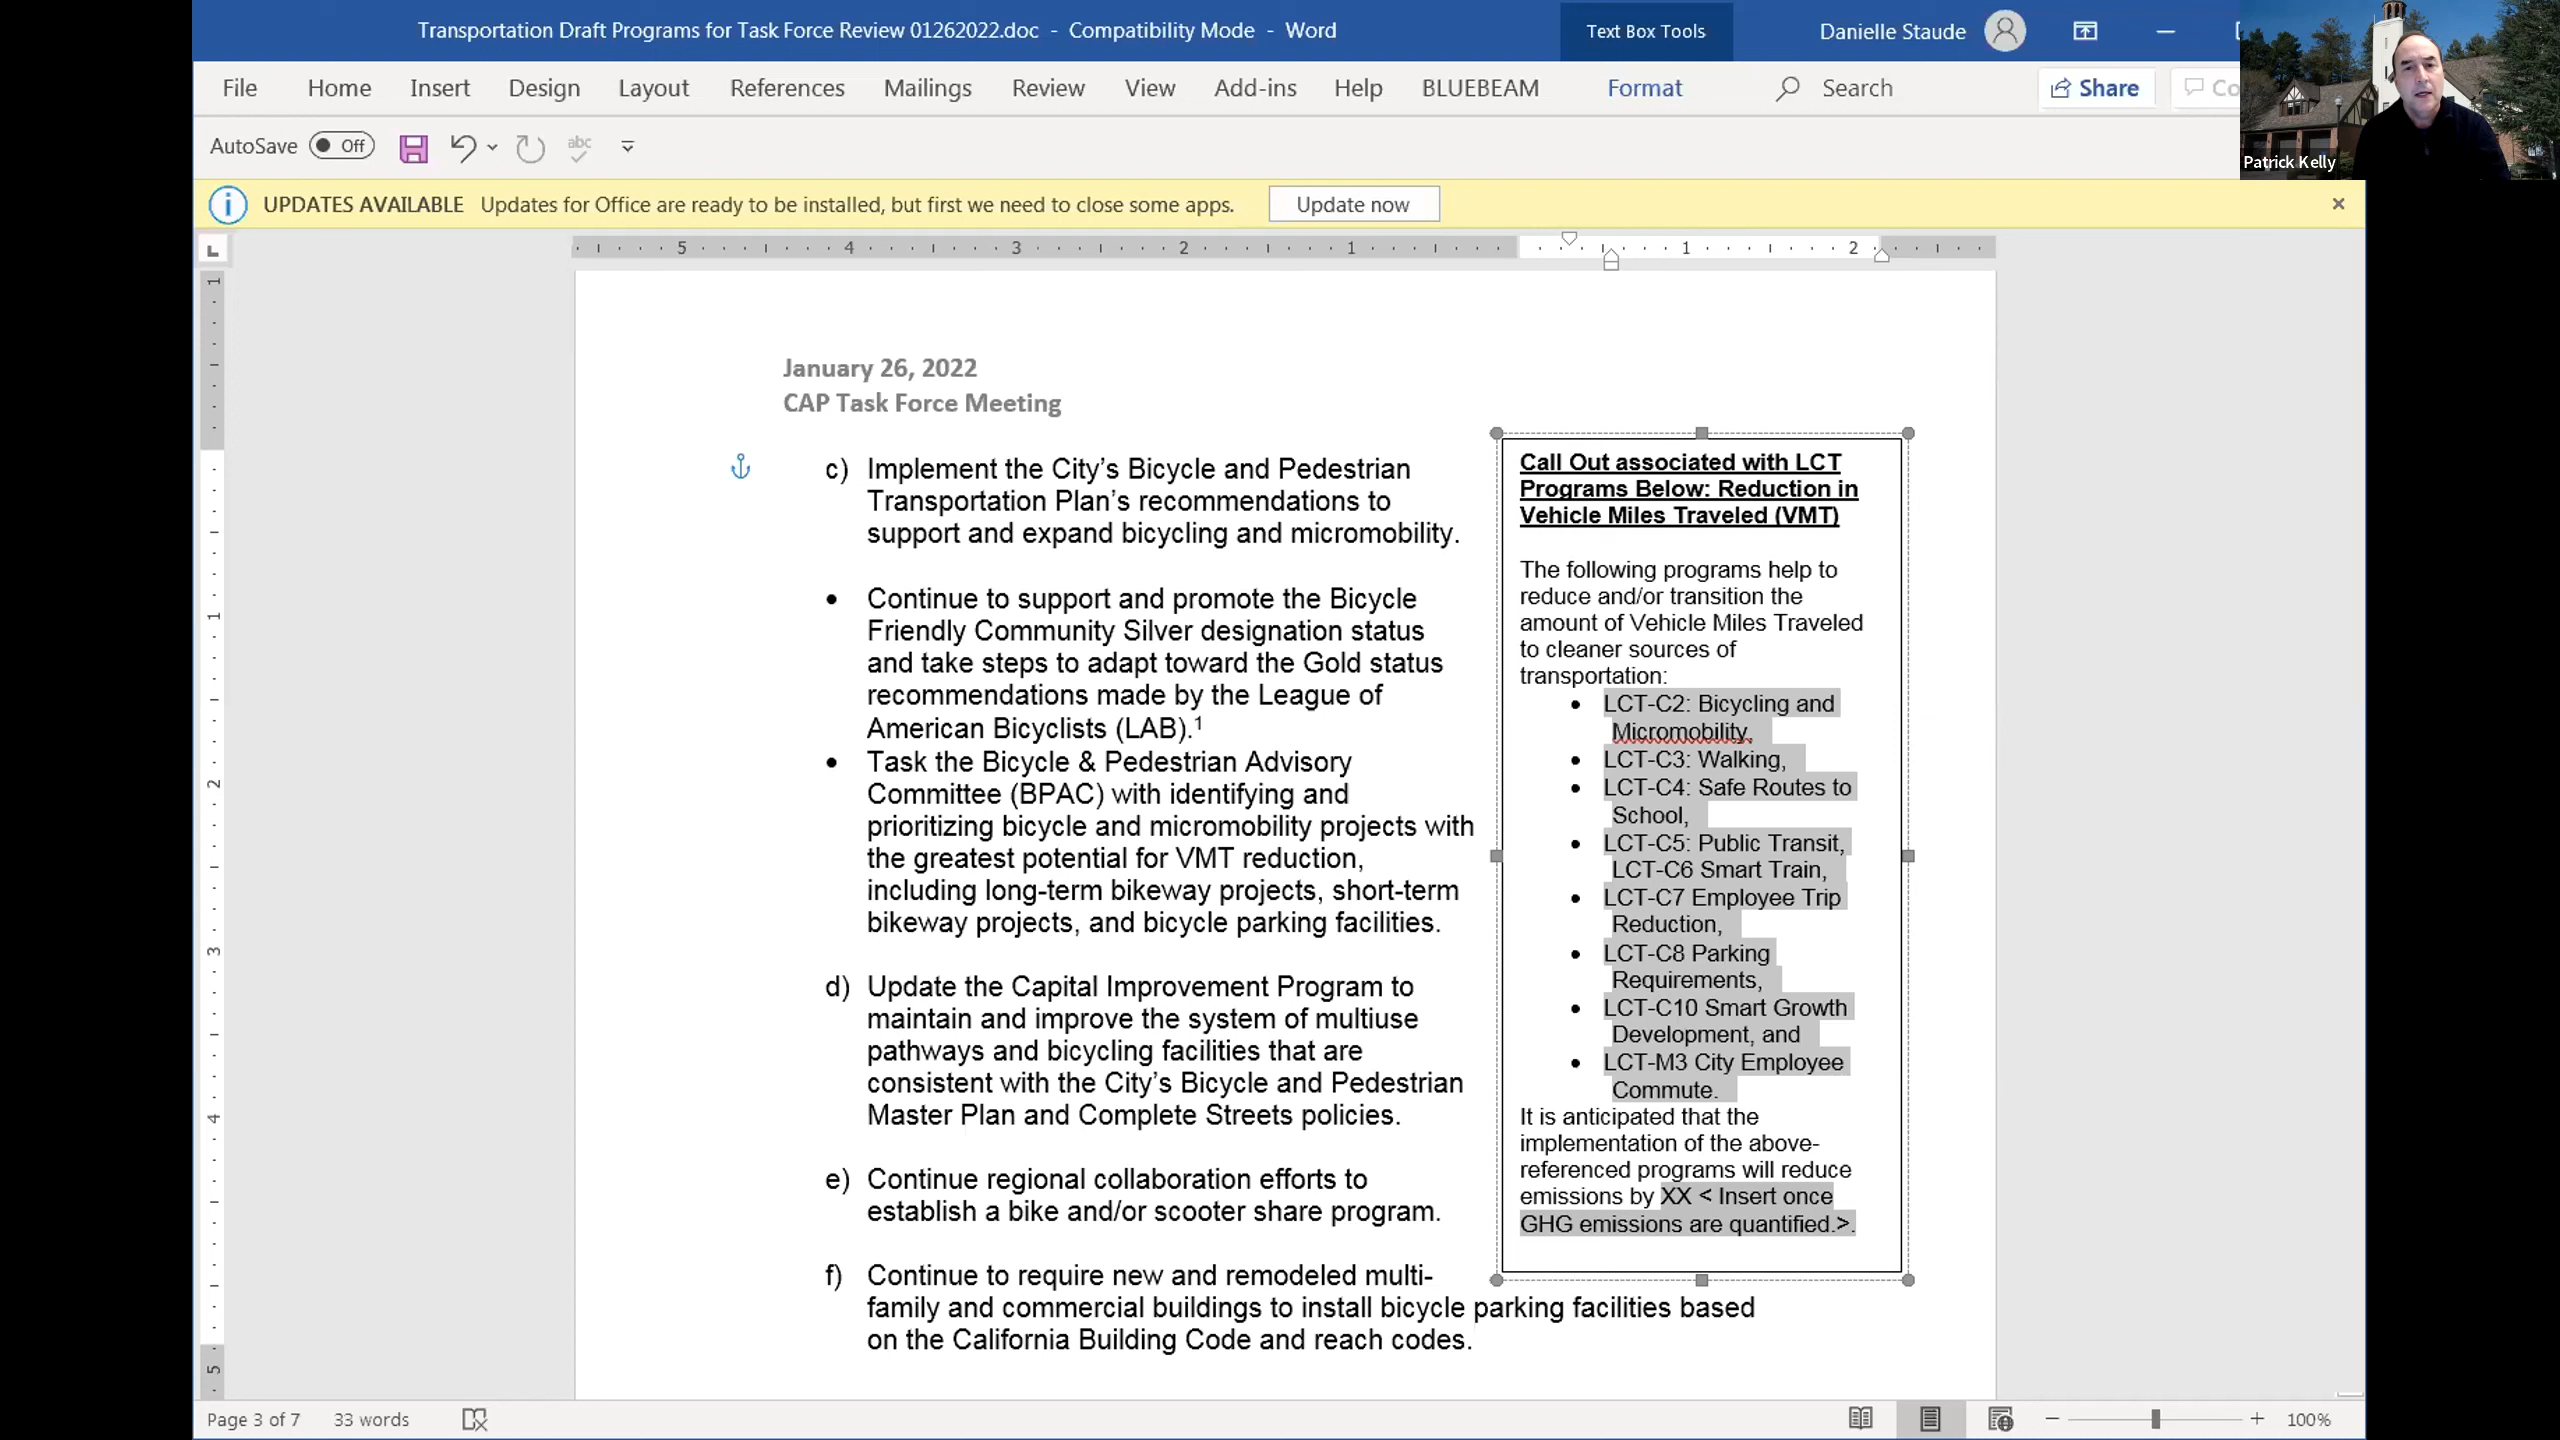 Transportation Draft Programs for Task Force Review 01262022.doc - Compatibility Mode - Word
Text Box Tools
Danielle Staude
File Home Insert Design Layout References Mailings Review View Add-ins Help BLUEBEAM Format Search Share Co
AutoSave Off
abc
Patrick Kelly
UPDATES AVAILABLE Updates for Office are ready to be installed, but first we need to close some apps. Update now
5 4 3 2 1 1 2
January 26, 2022
CAP Task Force Meeting
c) Implement the City's Bicycle and Pedestrian
Transportation Plan's recommendations to
support and expand bicycling and micromobility.
• Continue to support and promote the Bicycle
Friendly Community Silver designation status
and take steps to adapt toward the Gold status
recommendations made by the League of
American Bicyclists (LAB).¹
• Task the Bicycle & Pedestrian Advisory
Committee (BPAC) with identifying and
prioritizing bicycle and micromobility projects with
the greatest potential for VMT reduction,
including long-term bikeway projects, short-term
bikeway projects, and bicycle parking facilities.
d) Update the Capital Improvement Program to
maintain and improve the system of multiuse
pathways and bicycling facilities that are
consistent with the City's Bicycle and Pedestrian
Master Plan and Complete Streets policies.
e) Continue regional collaboration efforts to
establish a bike and/or scooter share program.
f) Continue to require new and remodeled multi-
family and commercial buildings to install bicycle parking facilities based
on the California Building Code and reach codes.
Call Out associated with LCT
Programs Below: Reduction in
Vehicle Miles Traveled (VMT)
The following programs help to
reduce and/or transition the
amount of Vehicle Miles Traveled
to cleaner sources of
transportation:
• LCT-C2: Bicycling and
Micromobility,
• LCT-C3: Walking,
• LCT-C4: Safe Routes to
School,
• LCT-C5: Public Transit,
LCT-C6 Smart Train,
• LCT-C7 Employee Trip
Reduction,
• LCT-C8 Parking
Requirements,
• LCT-C10 Smart Growth
Development, and
• LCT-M3 City Employee
Commute.
It is anticipated that the
implementation of the above-
referenced programs will reduce
emissions by XX < Insert once
GHG emissions are quantified.>.
1
1
2
3
4
5
Page 3 of 7 33 words
100%